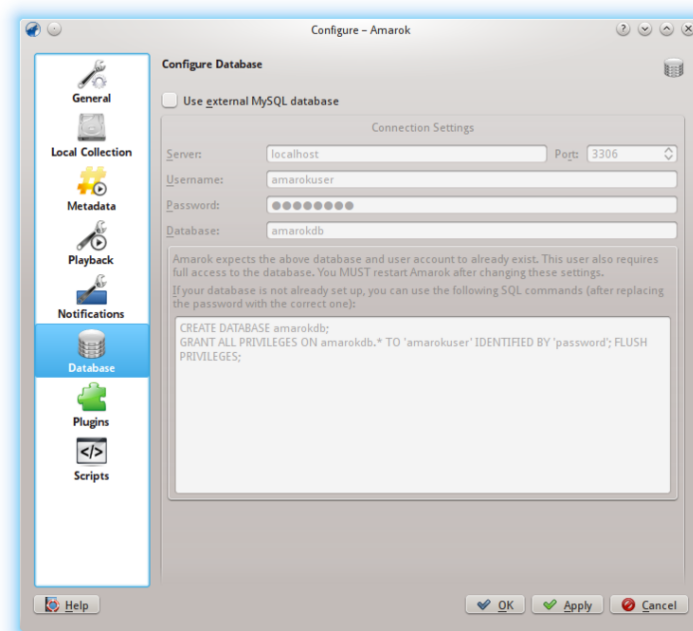 Configure – Amarok
Configure Database
General
Local Collection
Metadata
Playback
Notifications
Database
Plugins
Scripts
Use external MySQL database
Connection Settings
Server: localhost Port: 3306
Username: amarokuser
Password: ●●●●●●●●
Database: amarokdb
Amarok expects the above database and user account to already exist. This user also requires
full access to the database. You MUST restart Amarok after changing these settings.
If your database is not already set up, you can use the following SQL commands (after replacing
the password with the correct one):
CREATE DATABASE amarokdb;
GRANT ALL PRIVILEGES ON amarokdb.* TO 'amarokuser' IDENTIFIED BY 'password'; FLUSH
PRIVILEGES;
Help OK Apply Cancel